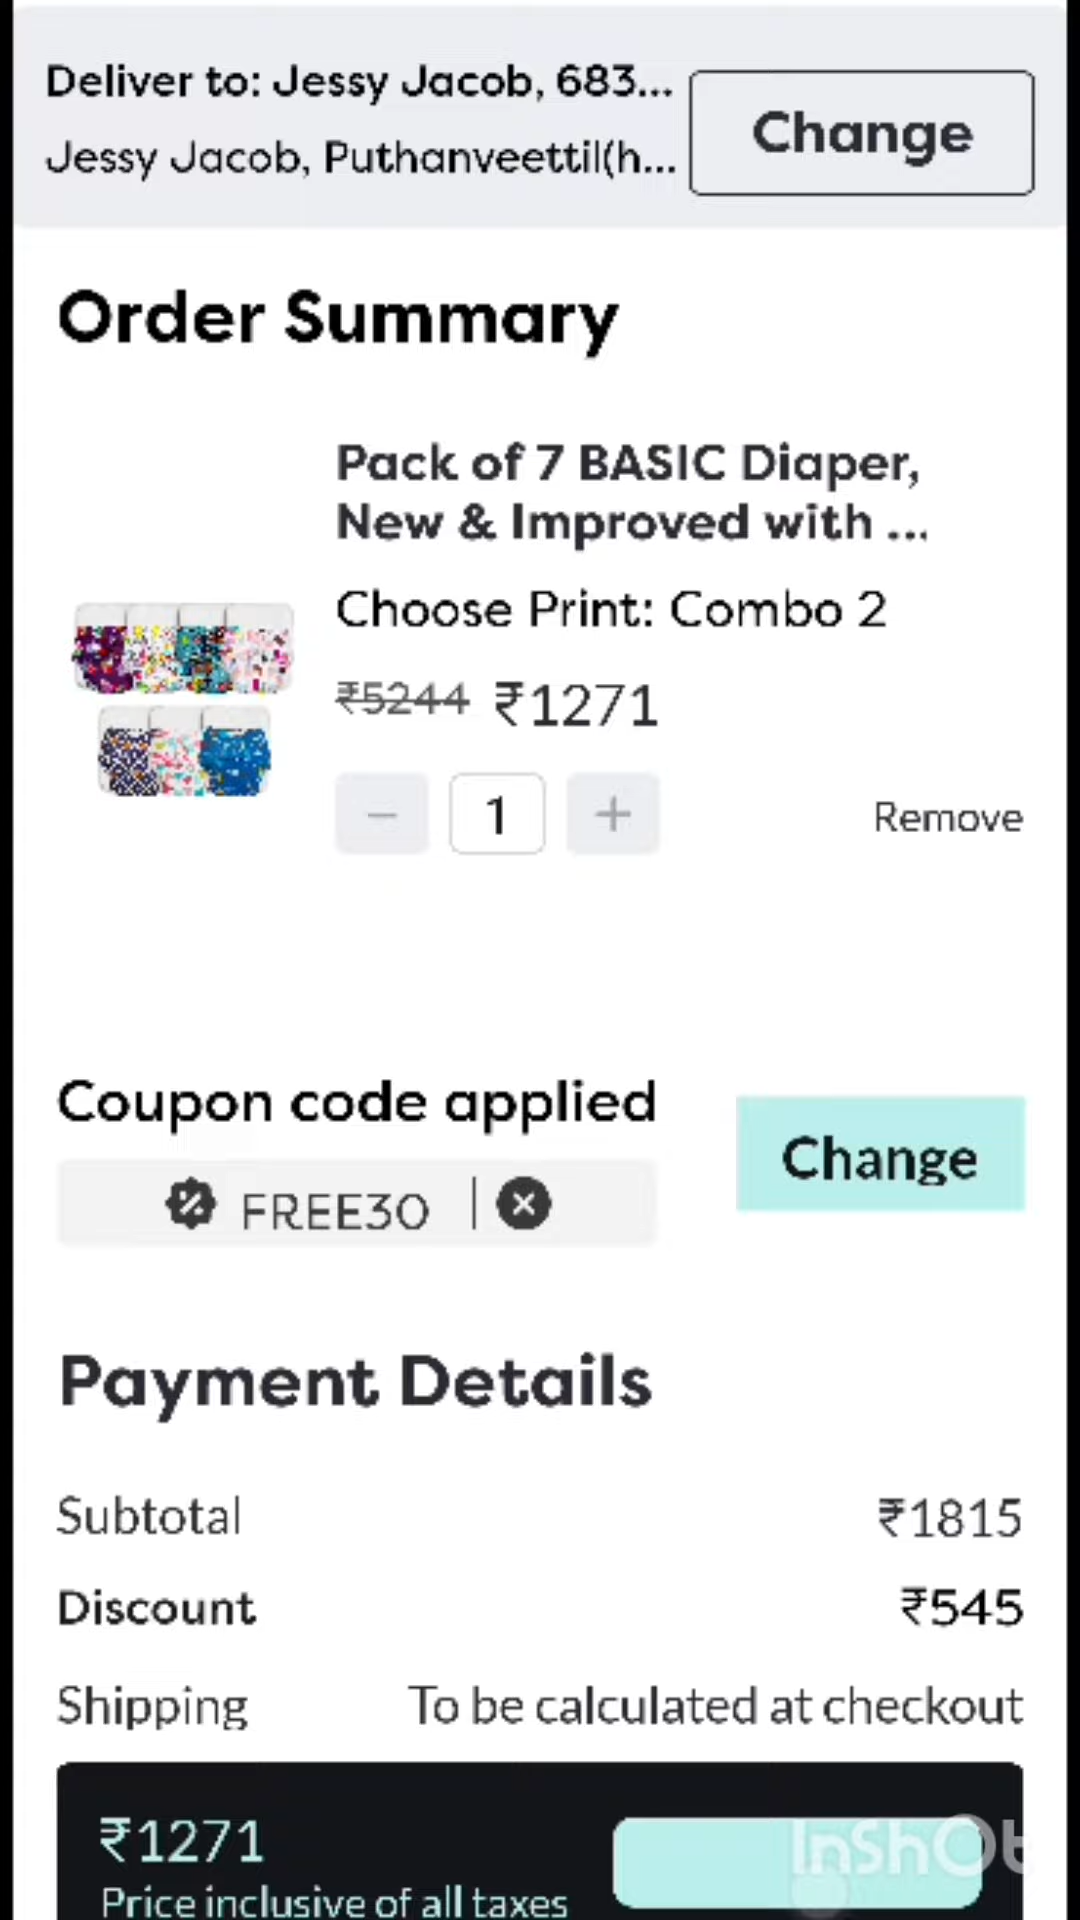 Deliver to: Jessy Jacob, 683...
Change
Jessy Jacob, Puthanveettil(h...
Order Summary
Pack of 7 BASIC Diaper,
New & Improved with ...
Choose Print: Combo 2
₹5244 ₹1271
− 1 +
Remove
Coupon code applied
Change
FREE30
Payment Details
Subtotal ₹1815
Discount ₹545
Shipping To be calculated at checkout
₹1271
Price inclusive of all taxes
InShOt